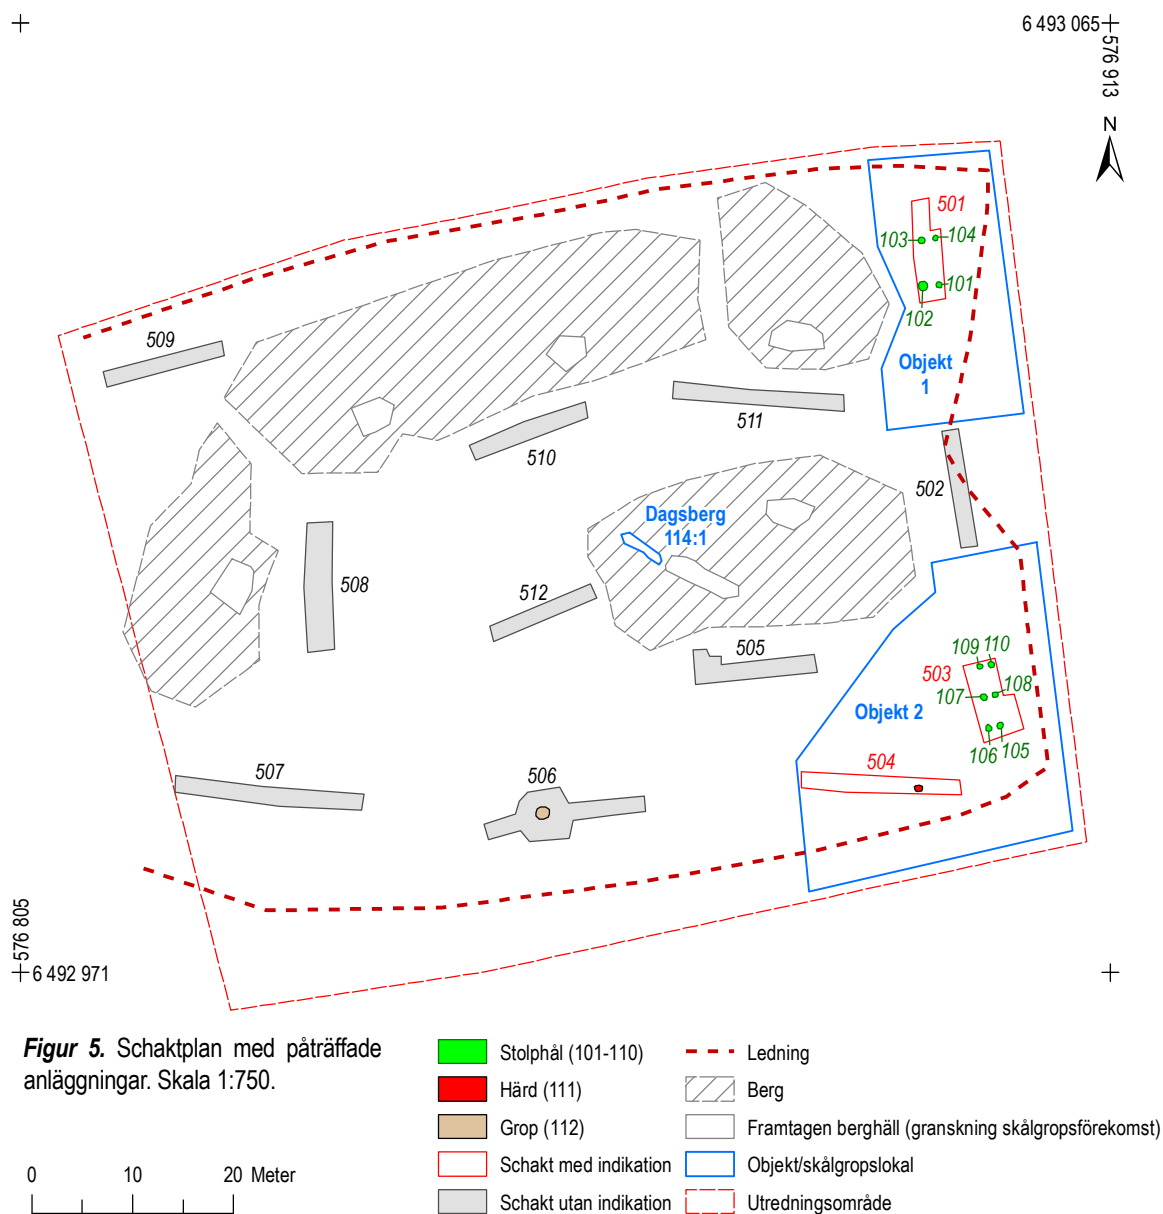 6 493 065
576 913
N
501
103
104
101
102
509
Objekt
1
511
510
502
Dagsberg
114:1
508
512
505
109
110
503
107
108
Objekt 2
106
105
504
507
506
576 805
6 492 971
Figur 5. Schaktplan med påträffade
anläggningar. Skala 1:750.
0 10 20 Meter
Stolphål (101-110)
Härd (111)
Grop (112)
Schakt med indikation
Schakt utan indikation
Ledning
Berg
Framtagen berghäll (granskning skålgropsförekomst)
Objekt/skålgropslokal
Utredningsområde